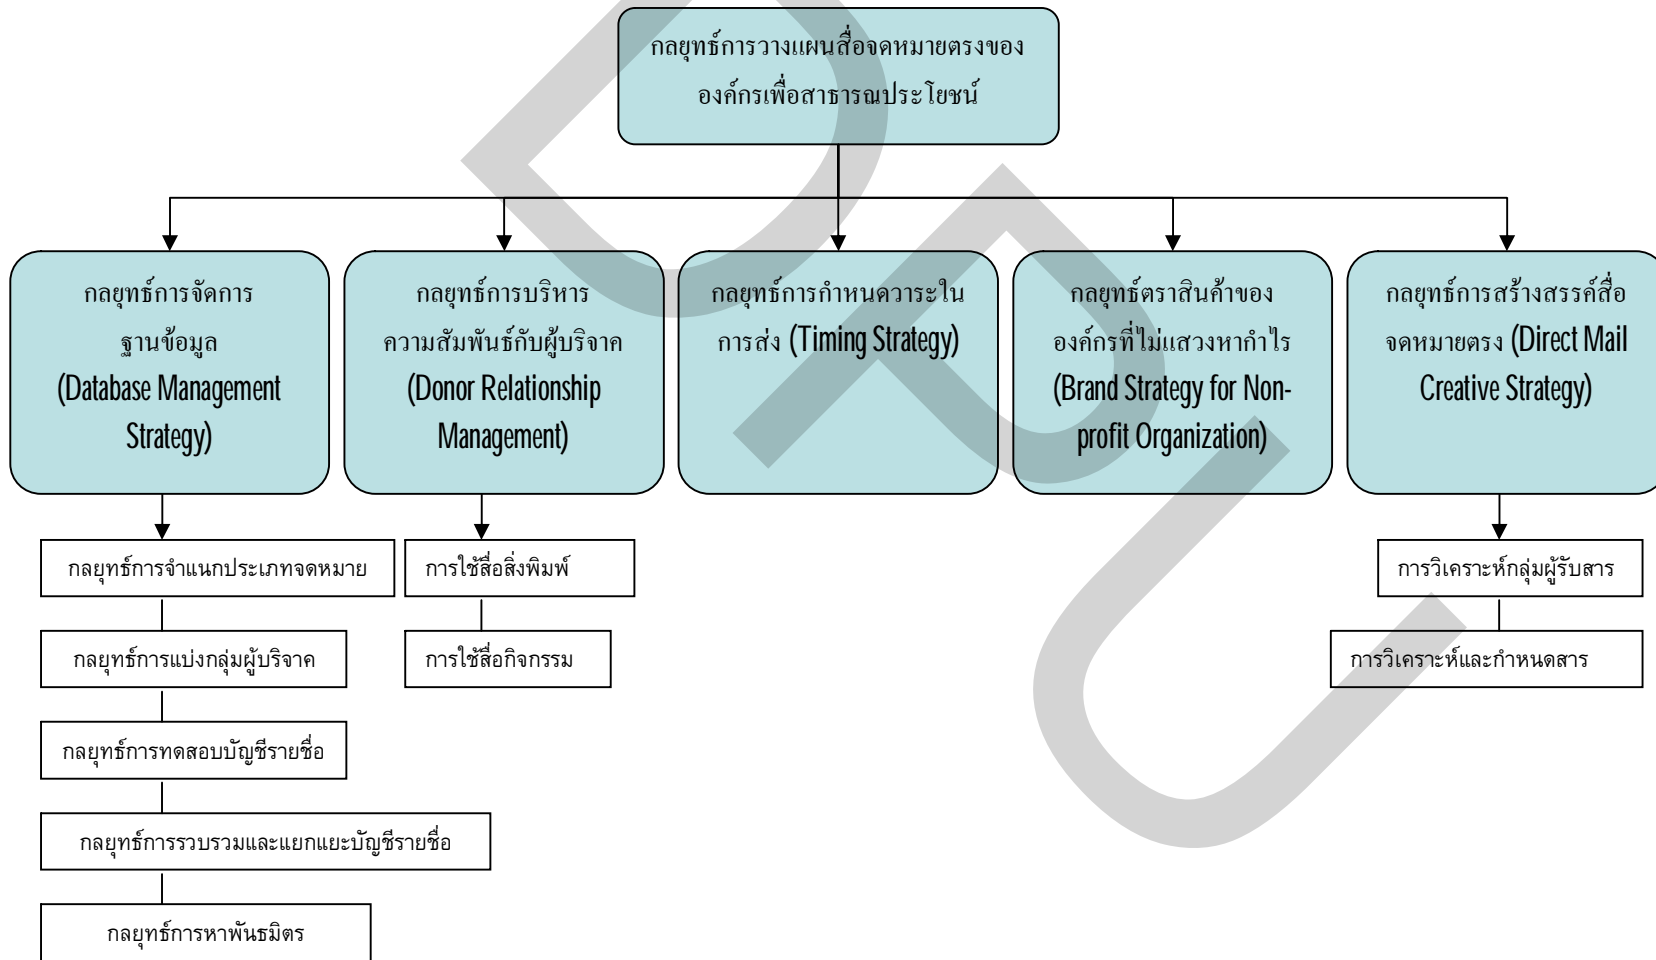 กลยุทธ์การวางแผนสื่อจดหมายตรงของ
องค์กรเพื่อสาธารณประโยชน์
กลยุทธ์การจัดการ
ฐานข้อมูล
(Database Management
Strategy)
กลยุทธ์การบริหาร
ความสัมพันธ์กับผู้บริจาค
(Donor Relationship
Management)
กลยุทธ์การกำหนดวาระใน
การส่ง (Timing Strategy)
กลยุทธ์ตราสินค้าของ
องค์กรที่ไม่แสวงหากำไร
(Brand Strategy for Non-
profit Organization)
กลยุทธ์การสร้างสรรค์สื่อ
จดหมายตรง (Direct Mail
Creative Strategy)
กลยุทธ์การจำแนกประเภทจดหมาย
กลยุทธ์การแบ่งกลุ่มผู้บริจาค
กลยุทธ์การทดสอบบัญชีรายชื่อ
กลยุทธ์การรวบรวมและแยกแยะบัญชีรายชื่อ
กลยุทธ์การหาพันธมิตร
การใช้สื่อสิ่งพิมพ์
การใช้สื่อกิจกรรม
การวิเคราะห์กลุ่มผู้รับสาร
การวิเคราะห์และกำหนดสาร
DPU